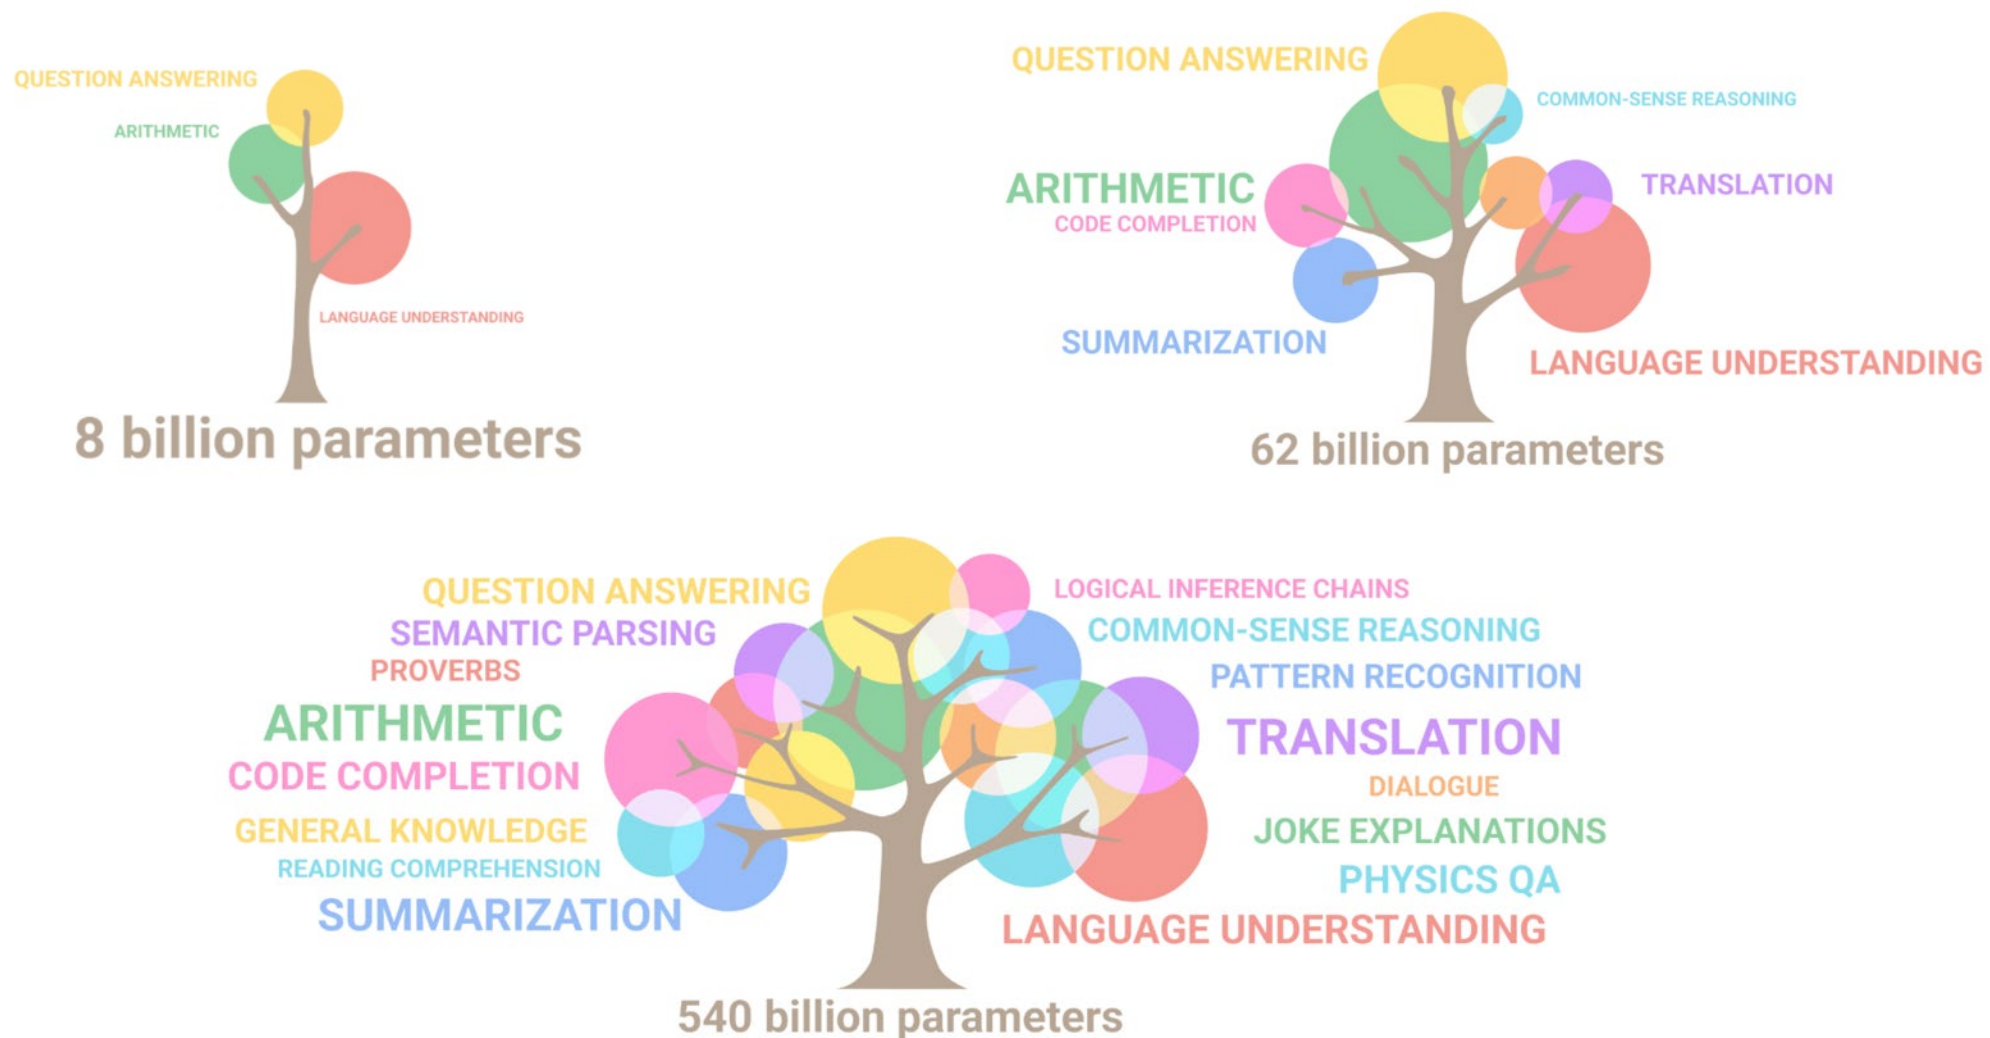 QUESTION ANSWERING
ARITHMETIC
LANGUAGE UNDERSTANDING
8 billion parameters
QUESTION ANSWERING
COMMON-SENSE REASONING
ARITHMETIC
TRANSLATION
CODE COMPLETION
SUMMARIZATION
LANGUAGE UNDERSTANDING
62 billion parameters
QUESTION ANSWERING
SEMANTIC PARSING
PROVERBS
ARITHMETIC
CODE COMPLETION
GENERAL KNOWLEDGE
READING COMPREHENSION
SUMMARIZATION
LOGICAL INFERENCE CHAINS
COMMON-SENSE REASONING
PATTERN RECOGNITION
TRANSLATION
DIALOGUE
JOKE EXPLANATIONS
PHYSICS QA
LANGUAGE UNDERSTANDING
540 billion parameters